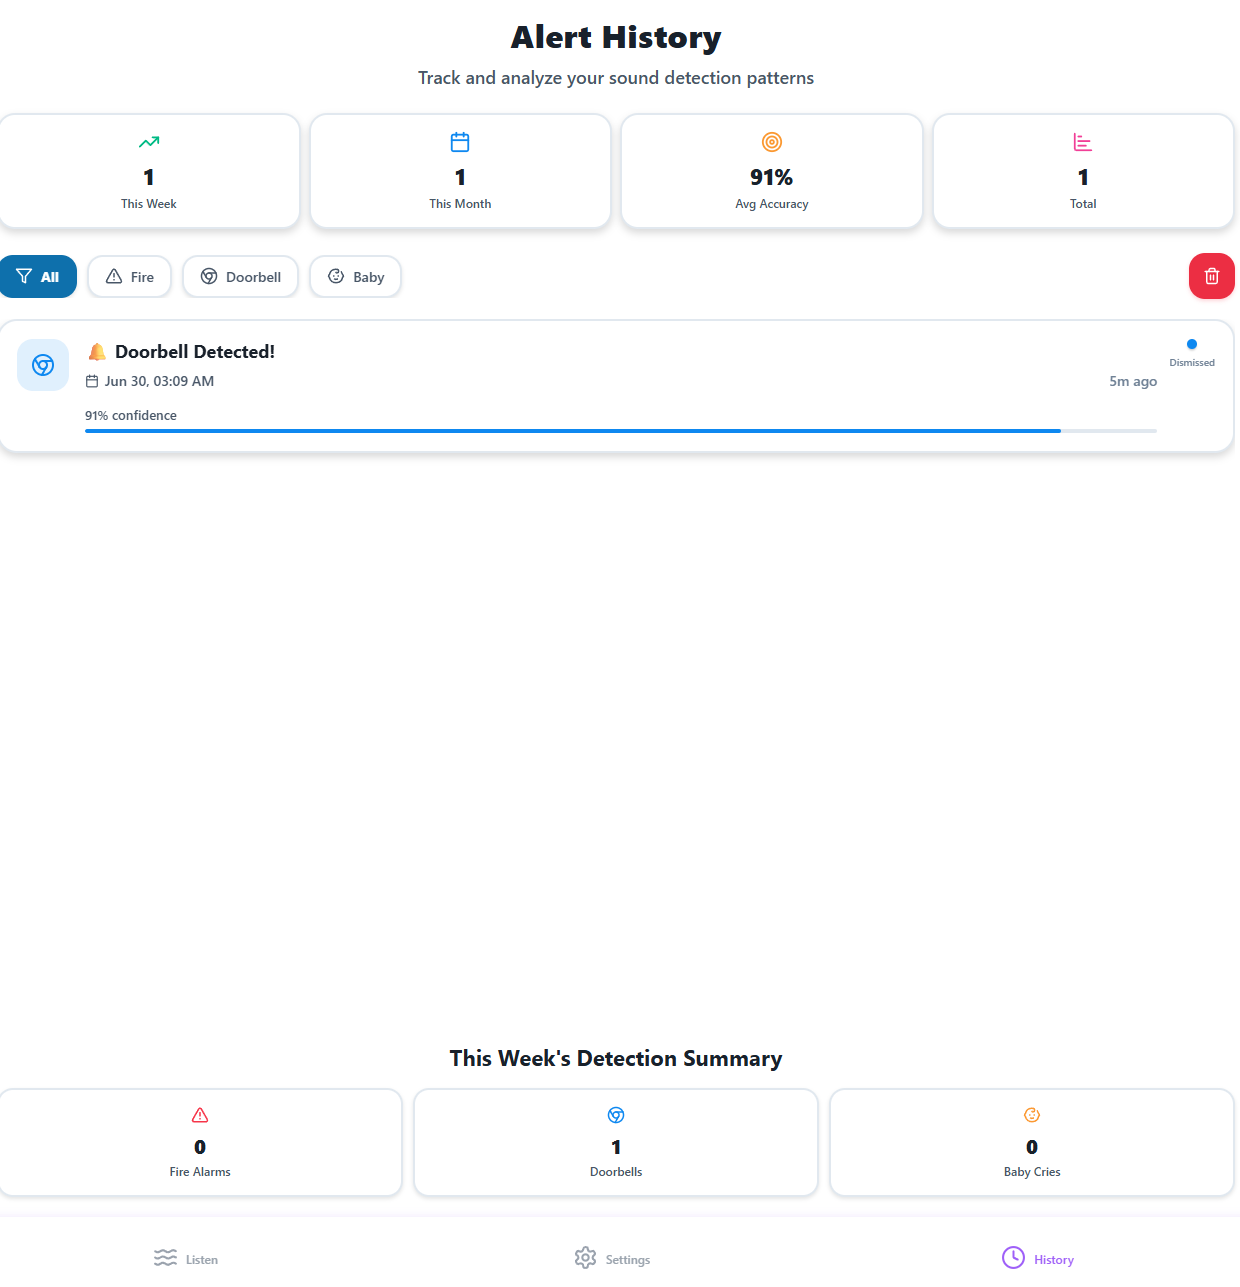 Alert History
Track and analyze your sound detection patterns
1
This Week
1
This Month
91%
Avg Accuracy
1
Total
All
Fire
Doorbell
Baby
Doorbell Detected!
Dismissed
Jun 30, 03:09 AM
5m ago
91% confidence
This Week's Detection Summary
0
Fire Alarms
1
Doorbells
0
Baby Cries
Listen
Settings
History